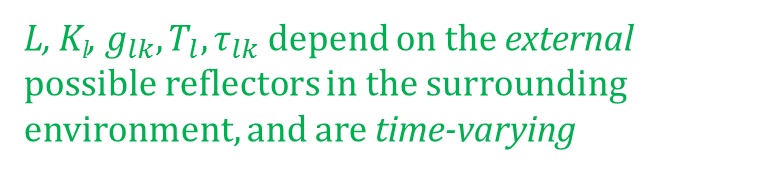 L, Kₗ, gₗₖ, Tₗ, τₗₖ depend on the external
possible reflectors in the surrounding
environment, and are time-varying